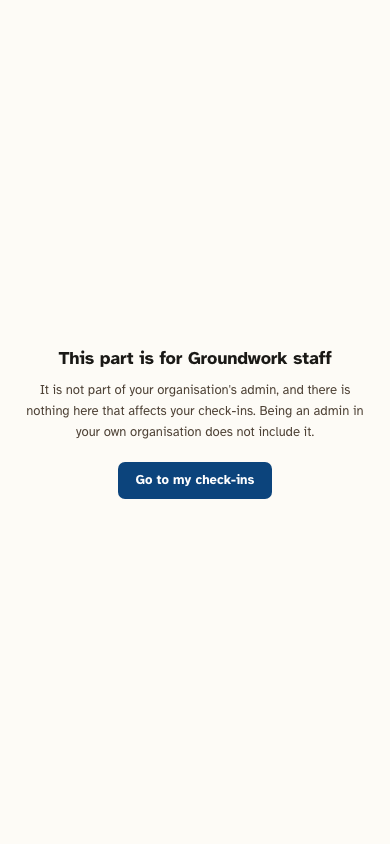 This part is for Groundwork staff
It is not part of your organisation's admin, and there is
nothing here that affects your check-ins. Being an admin in
your own organisation does not include it.
Go to my check-ins